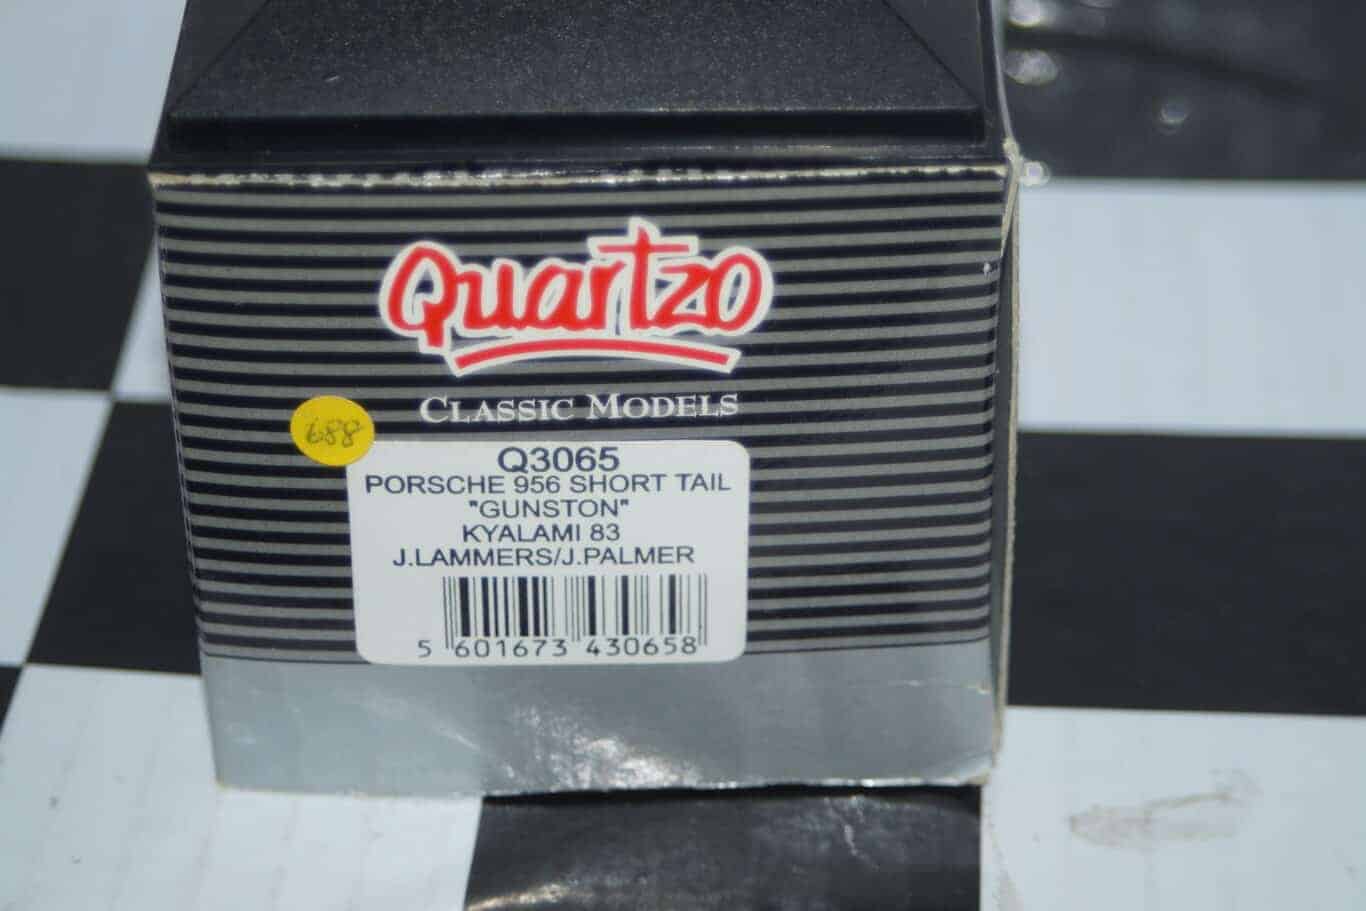 Quartzo
CLASSIC MODELS
688
Q3065
PORSCHE 956 SHORT TAIL
"GUNSTON"
KYALAMI 83
J.LAMMERS/J.PALMER
5 601673 430658